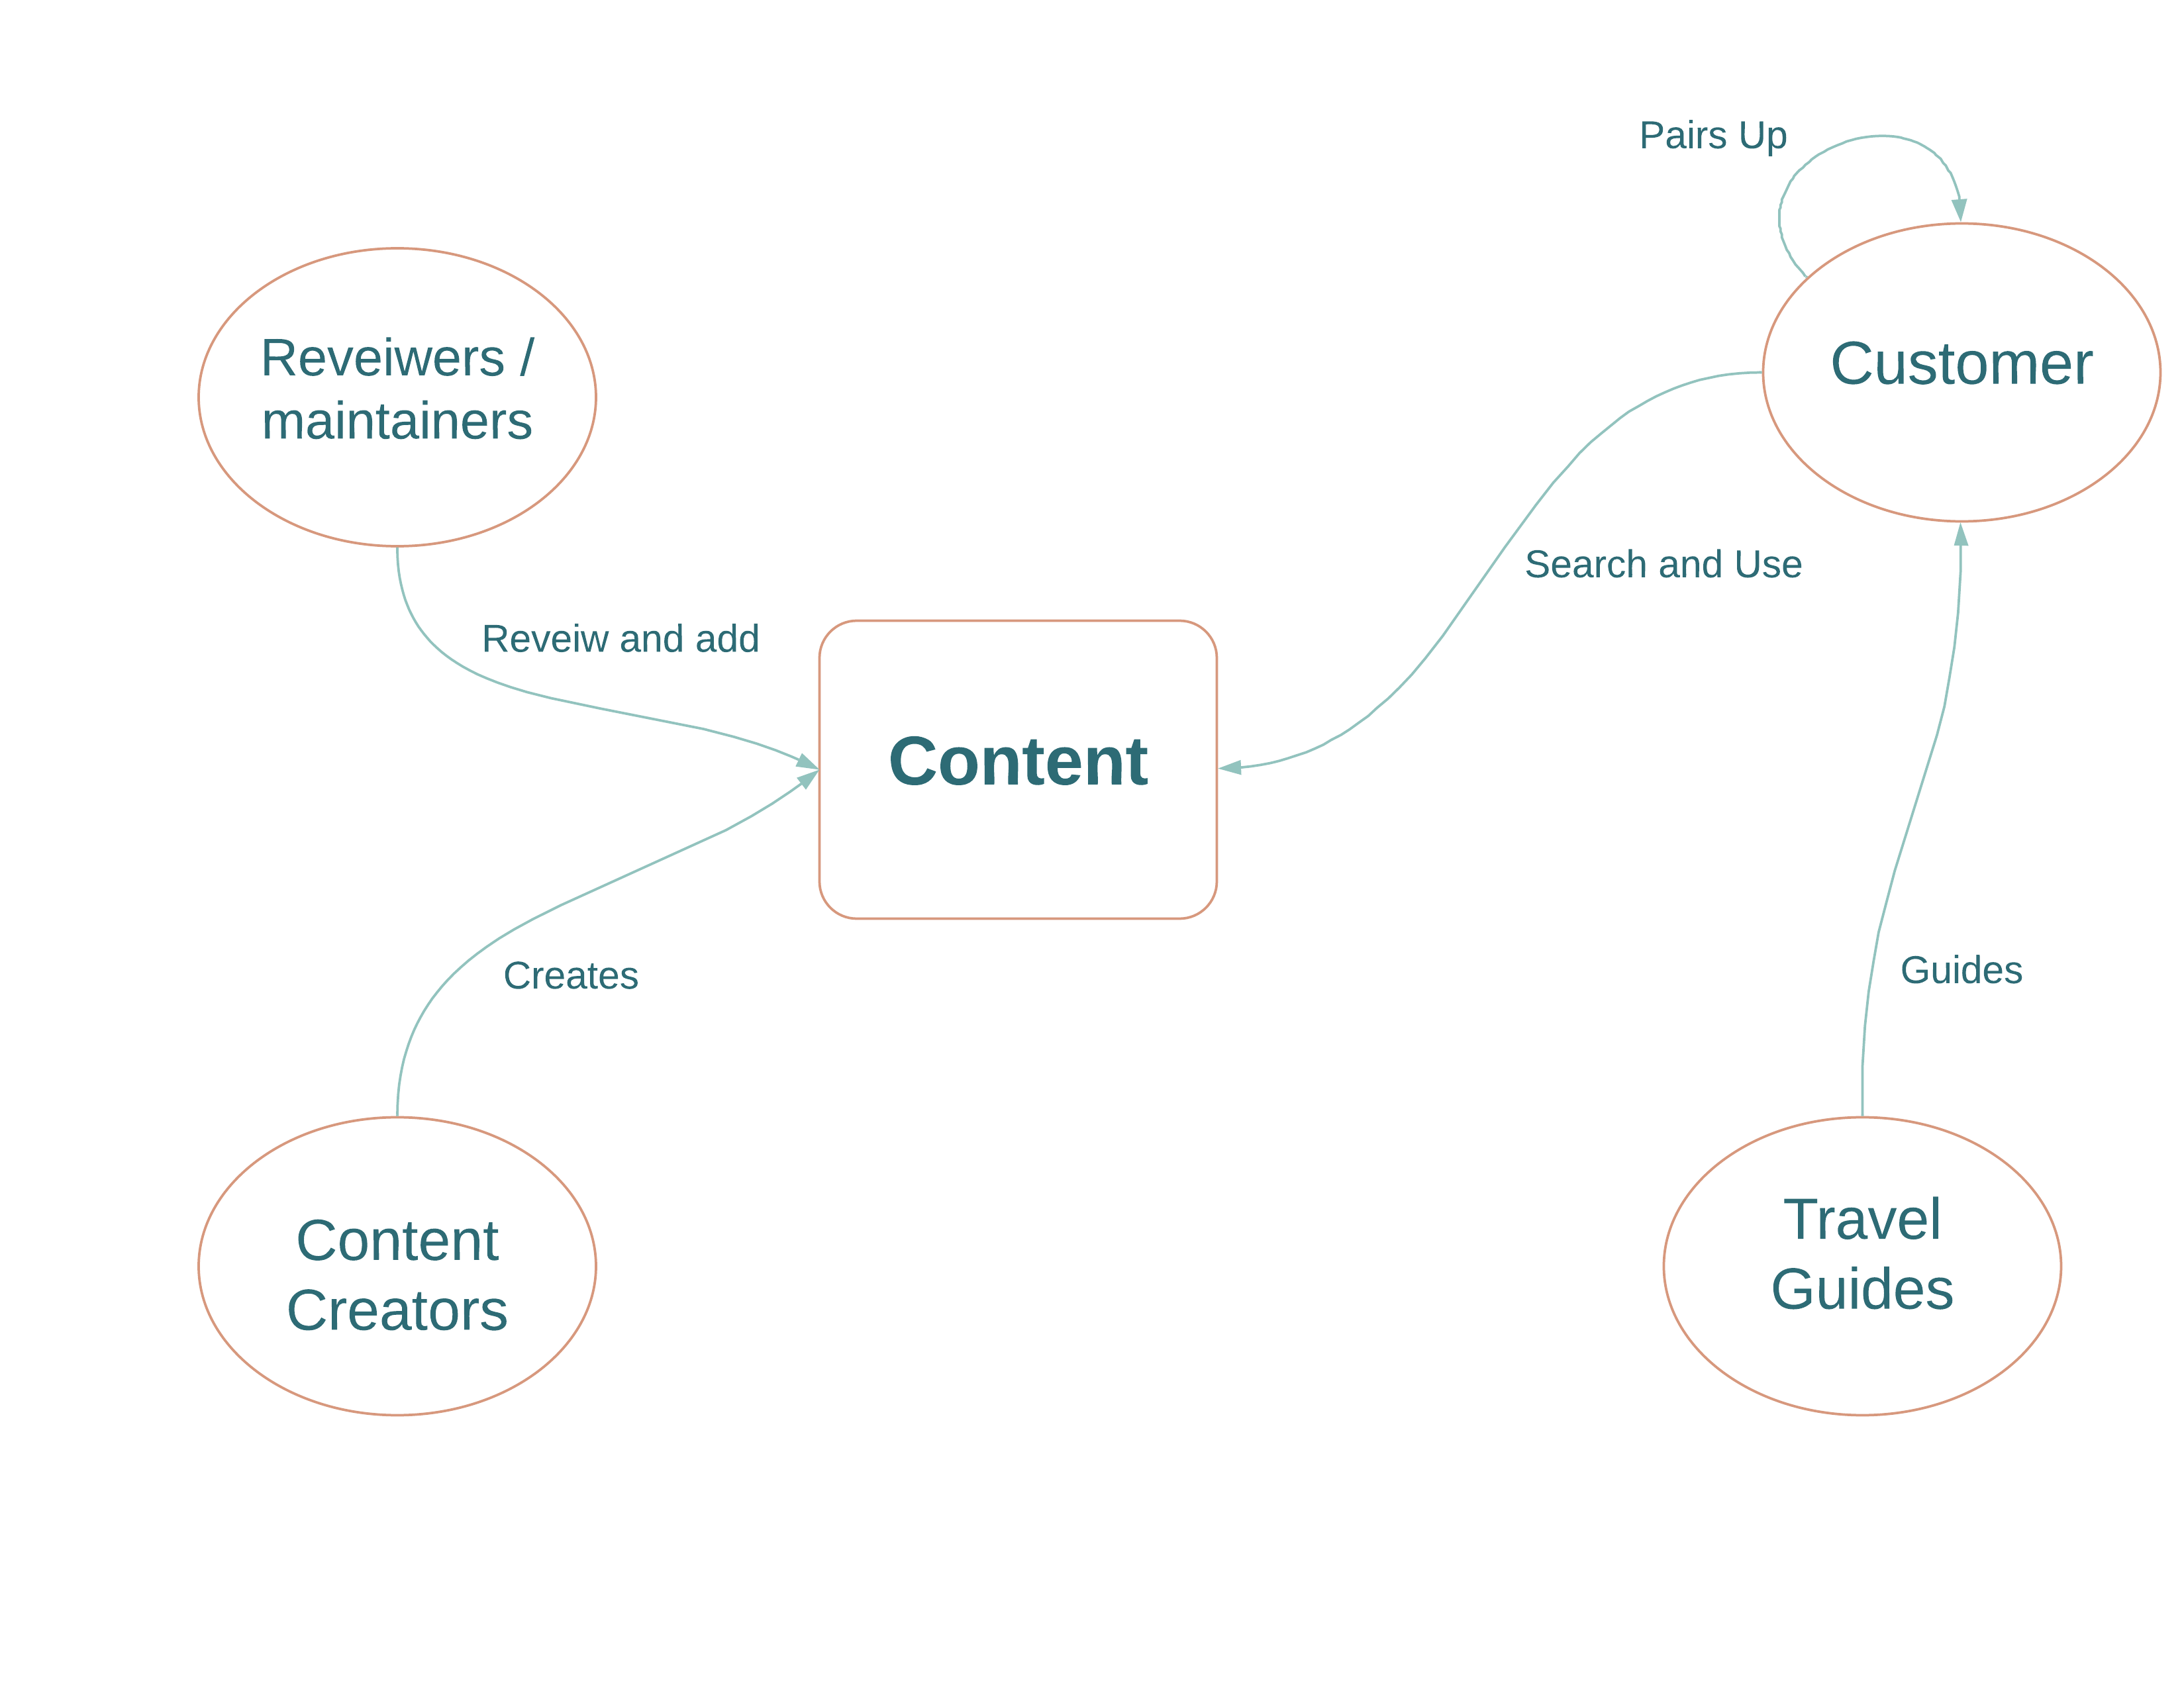 Pairs Up
Reveiwers /
maintainers
Customer
Search and Use
Reveiw and add
Content
Creates
Guides
Content
Creators
Travel
Guides